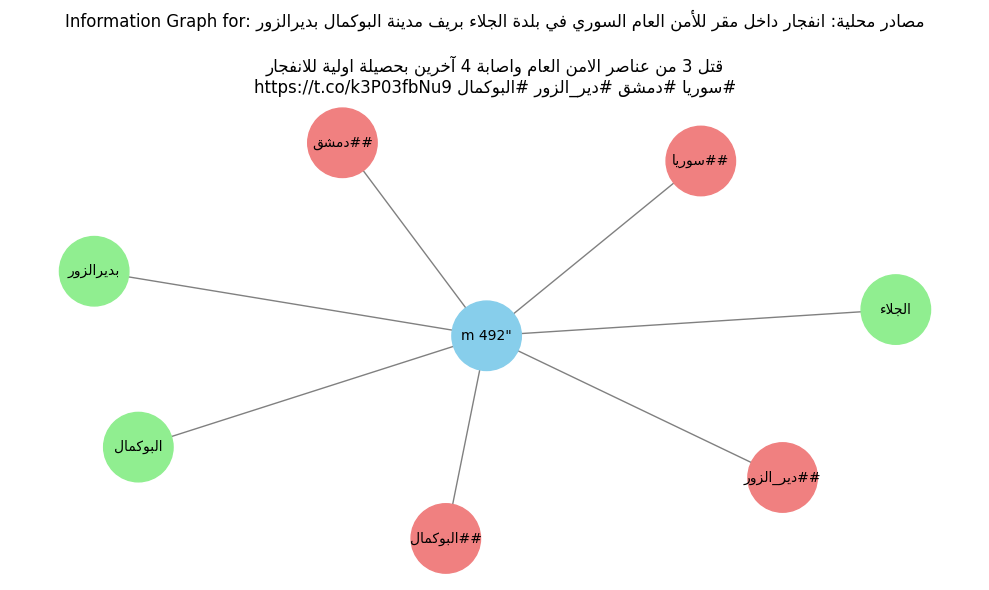 Information Graph for: مصادر محلية: انفجار داخل مقر للأمن العام السوري في بلدة الجلاء بريف مدينة البوكمال بديرالزور
قتل 3 من عناصر الامن العام واصابة 4 آخرين بحصيلة اولية للانفجار
#سوريا #دمشق #دير_الزور #البوكمال https://t.co/k3P03fbNu9
##دمشق
##سوريا
بديرالزور
الجلاء
m 492"
البوكمال
##دير_الزور
##البوكمال